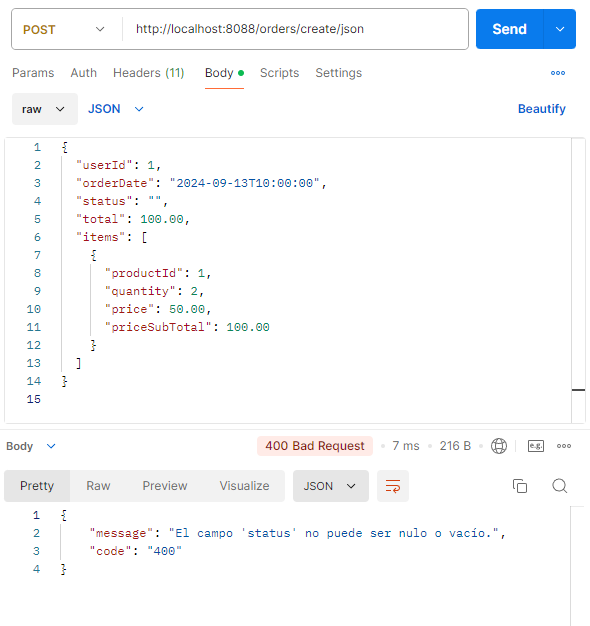 POST http://localhost:8088/orders/create/json Send
Params Auth Headers (11) Body Scripts Settings
raw JSON Beautify
1 {
2 "userId": 1,
3 "orderDate": "2024-09-13T10:00:00",
4 "status": "",
5 "total": 100.00,
6 "items": [
7 {
8 "productId": 1,
9 "quantity": 2,
10 "price": 50.00,
11 "priceSubTotal": 100.00
12 }
13 ]
14 }
15
Body 400 Bad Request 7 ms 216 B e.g.
Pretty Raw Preview Visualize JSON
1 {
2 "message": "El campo 'status' no puede ser nulo o vacío.",
3 "code": "400"
4 }